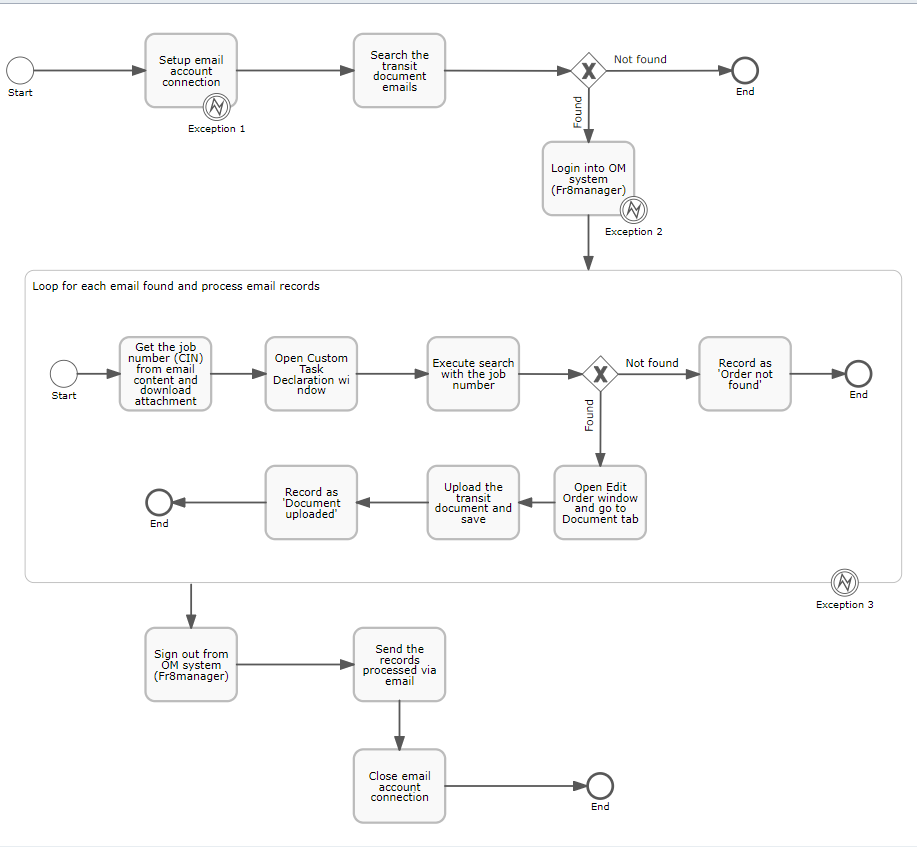 Setup email
account
connection
Search the
transit
document
emails
X
Not found
Start
End
Exception 1
Found
Login into OM
system
(Fr8manager)
Exception 2
Loop for each email found and process email records
Get the job
number (CIN)
from email
content and
download
attachment
Open Custom
Task
Declaration wi
ndow
Execute search
with the job
number
X
Not found
Record as
'Order not
found'
Start
End
Found
Open Edit
Order window
and go to
Document tab
Upload the
transit
document and
save
Record as
'Document
uploaded'
End
Exception 3
Sign out from
OM system
(Fr8manager)
Send the
records
processed via
email
Close email
account
connection
End